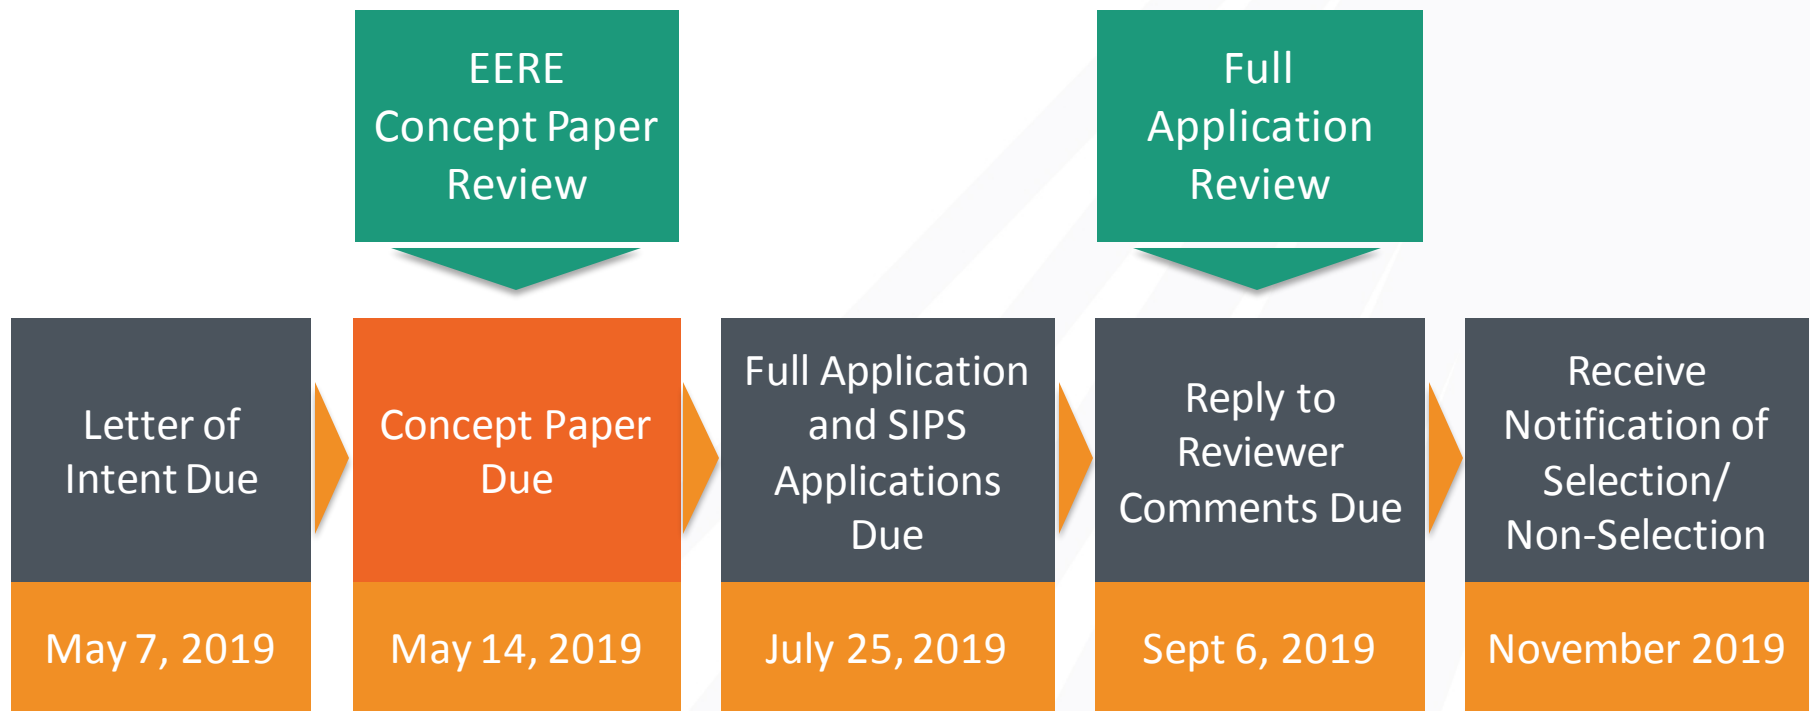 EERE
Concept Paper
Review
Full
Application
Review
Letter of
Intent Due
May 7, 2019
Concept Paper
Due
May 14, 2019
Full Application
and SIPS
Applications
Due
July 25, 2019
Reply to
Reviewer
Comments Due
Sept 6, 2019
Receive
Notification of
Selection/
Non-Selection
November 2019